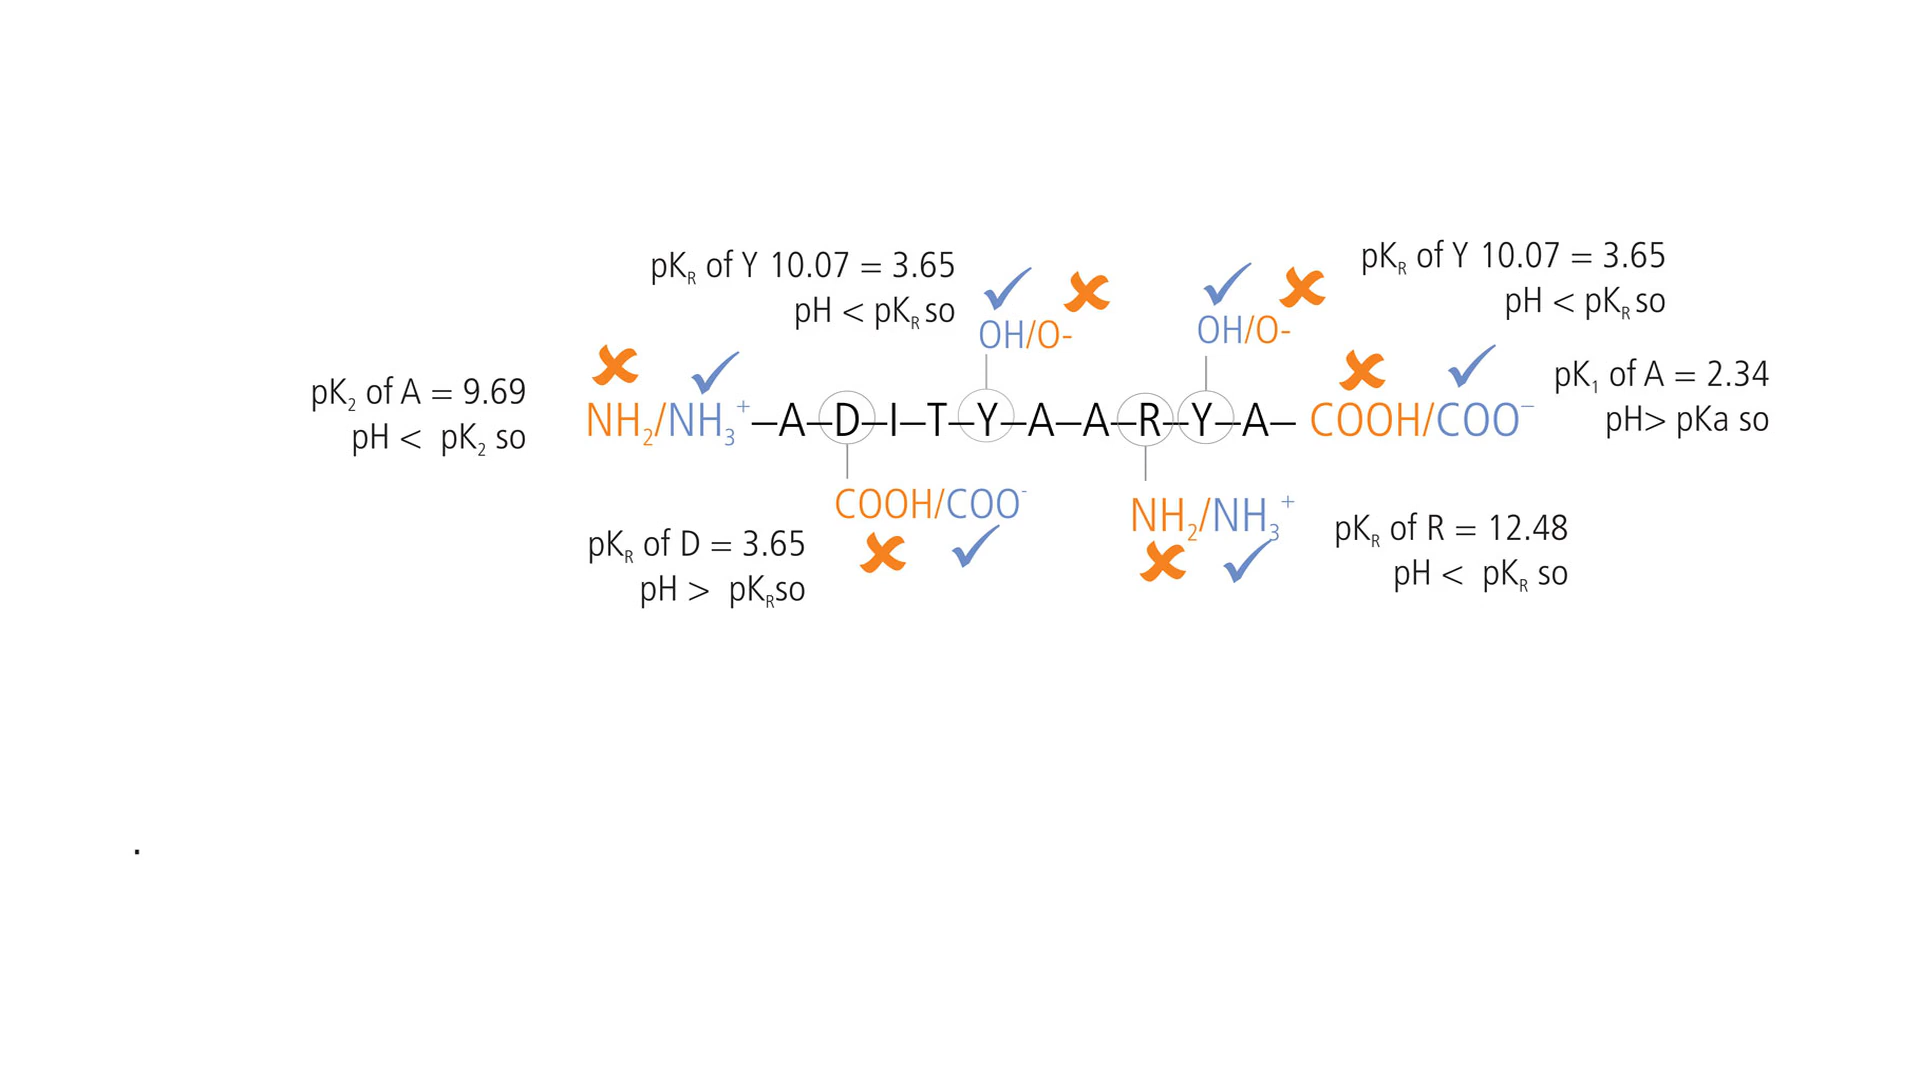 pKR of Y 10.07 = 3.65
pH < pKR so
pKR of Y 10.07 = 3.65
pH < pKR so
OH/O-
OH/O-
pK2 of A = 9.69
pH < pK2 so
NH2/NH3+–A–D–I–T–Y–A–A–R–Y–A– COOH/COO–
pK1 of A = 2.34
pH> pKa so
COOH/COO-
NH2/NH3+
pKR of D = 3.65
pH > pKRso
pKR of R = 12.48
pH < pKR so
.